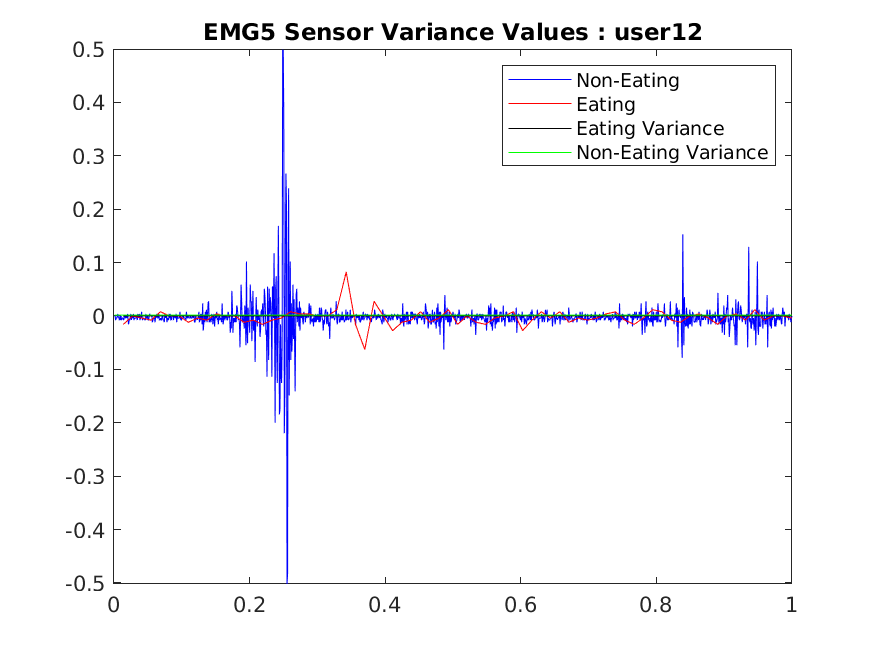 EMG5 Sensor Variance Values : user12
Non-Eating
Eating
Eating Variance
Non-Eating Variance
0.5
0.4
0.3
0.2
0.1
0
-0.1
-0.2
-0.3
-0.4
-0.5
0 0.2 0.4 0.6 0.8 1